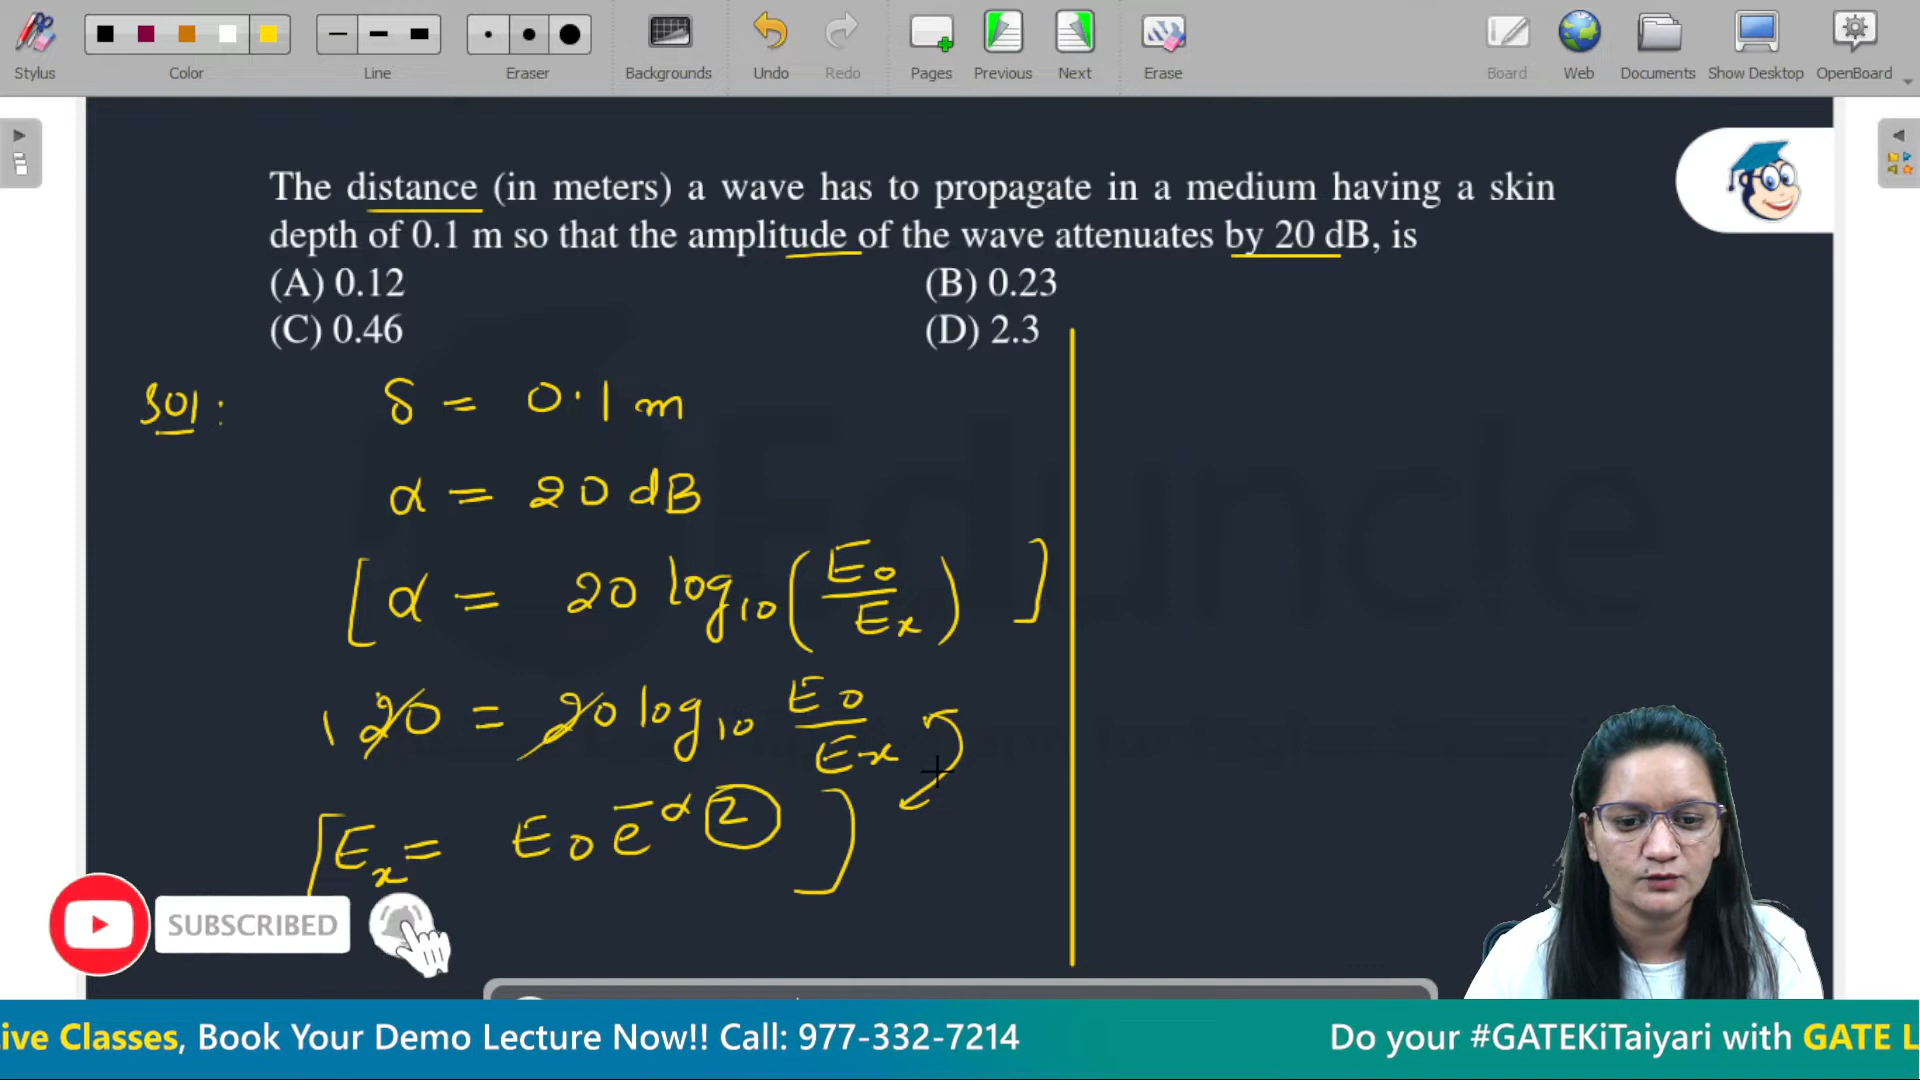 Stylus
Color
Line
Eraser
Backgrounds
Undo
Redo
Pages
Previous
Next
Erase
Board
Web
Documents
Show Desktop
OpenBoard
The distance (in meters) a wave has to propagate in a medium having a skin
depth of 0.1 m so that the amplitude of the wave attenuates by 20 dB, is
(A) 0.12 (B) 0.23
(C) 0.46 (D) 2.3
Sol : δ = 0.1 m
α = 20 dB
[ α = 20 log10 (E0/Ex) ]
1 20 = 20 log10 E0/Ex
[Ex = E0 e^-α z ]
SUBSCRIBED
ive Classes, Book Your Demo Lecture Now!! Call: 977-332-7214 Do your #GATEKiTaiyari with GATE L
Eduncle